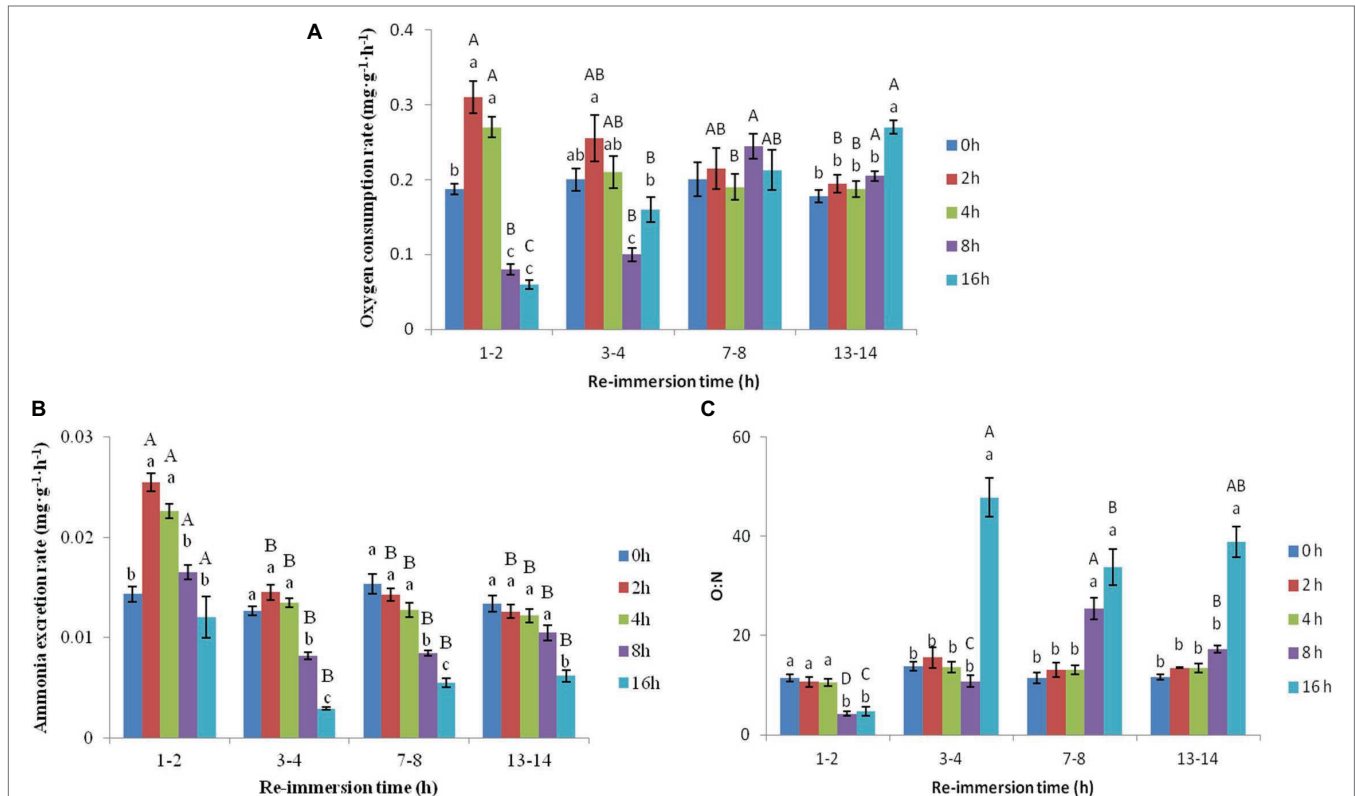 A
Oxygen consumption rate (mg·g⁻¹·h⁻¹)
0.4
0.3
0.2
0.1
0
b
A
a
A
a
B
c
C
c
ab
AB
a
AB
ab
B
c
B
b
AB
B
A
AB
b
B
b
B
b
A
b
A
a
1-2
3-4
7-8
13-14
Re-immersion time (h)
0h
2h
4h
8h
16h
B
Ammonia excretion rate (mg·g⁻¹·h⁻¹)
0.03
0.02
0.01
0
b
A
a
A
a
A
b
A
b
a
B
a
B
a
B
b
B
c
a
B
a
B
a
B
b
B
c
a
B
a
B
a
B
a
B
b
1-2
3-4
7-8
13-14
Re-immersion time (h)
0h
2h
4h
8h
16h
C
O:N
60
40
20
0
a
a
a
D
b
C
b
b
b
b
C
b
A
a
b
b
b
A
a
B
a
b
b
b
B
b
AB
a
1-2
3-4
7-8
13-14
Re-immersion time (h)
0 h
2 h
4 h
8 h
16 h